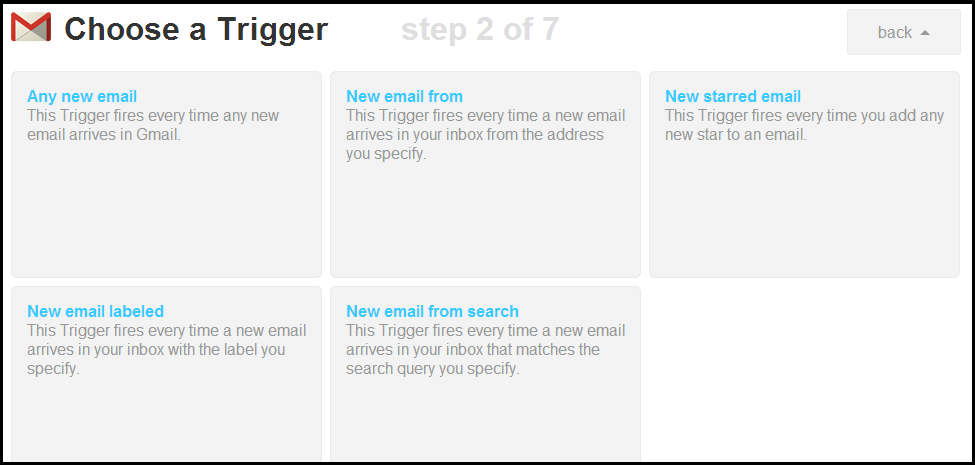 Choose a Trigger
step 2 of 7
back
Any new email
This Trigger fires every time any new
email arrives in Gmail.
New email from
This Trigger fires every time a new email
arrives in your inbox from the address
you specify.
New starred email
This Trigger fires every time you add any
new star to an email.
New email labeled
This Trigger fires every time a new email
arrives in your inbox with the label you
specify.
New email from search
This Trigger fires every time a new email
arrives in your inbox that matches the
search query you specify.